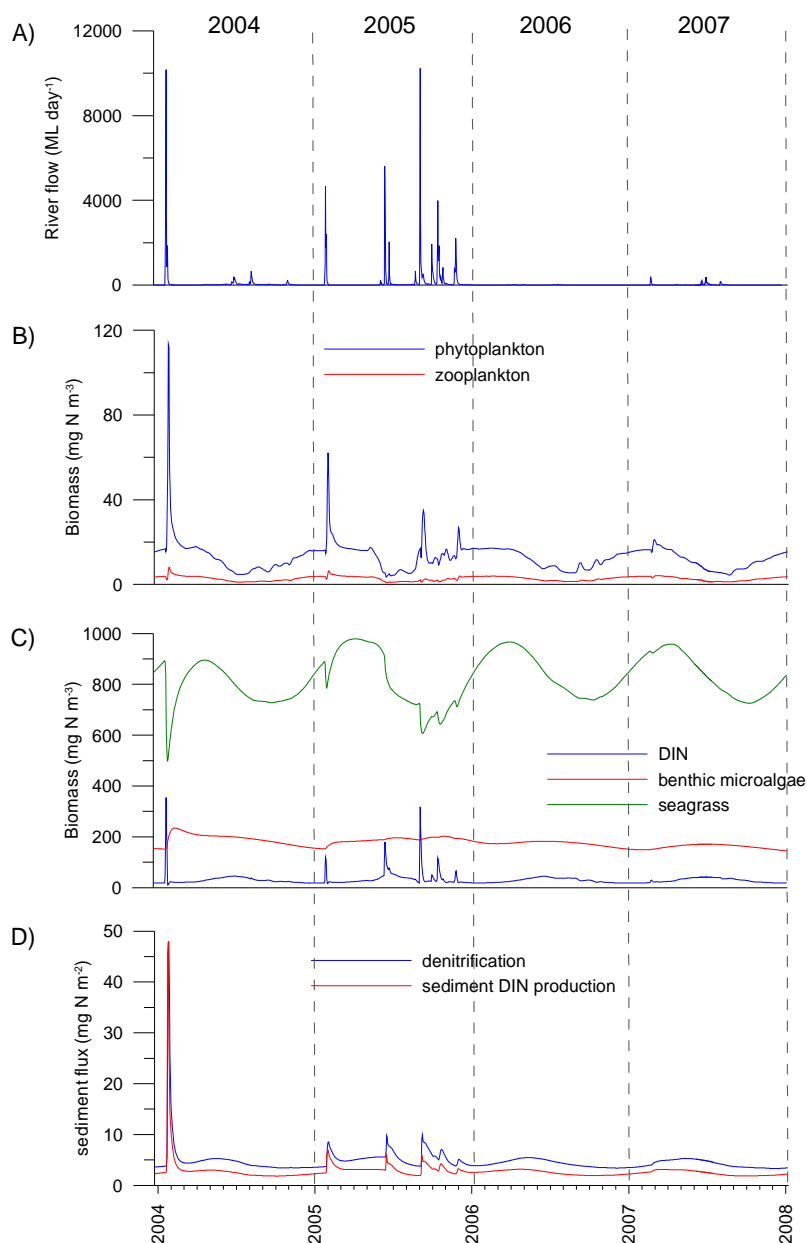 A)
2004 2005 2006 2007
12000
8000
4000
0
River flow (ML day-1)
B)
120
80
40
0
Biomass (mg N m-3)
phytoplankton
zooplankton
C)
1000
800
600
400
200
0
Biomass (mg N m-3)
DIN
benthic microalgae
seagrass
D)
50
40
30
20
10
0
sediment flux (mg N m-2)
denitrification
sediment DIN production
2004 2005 2006 2007 2008